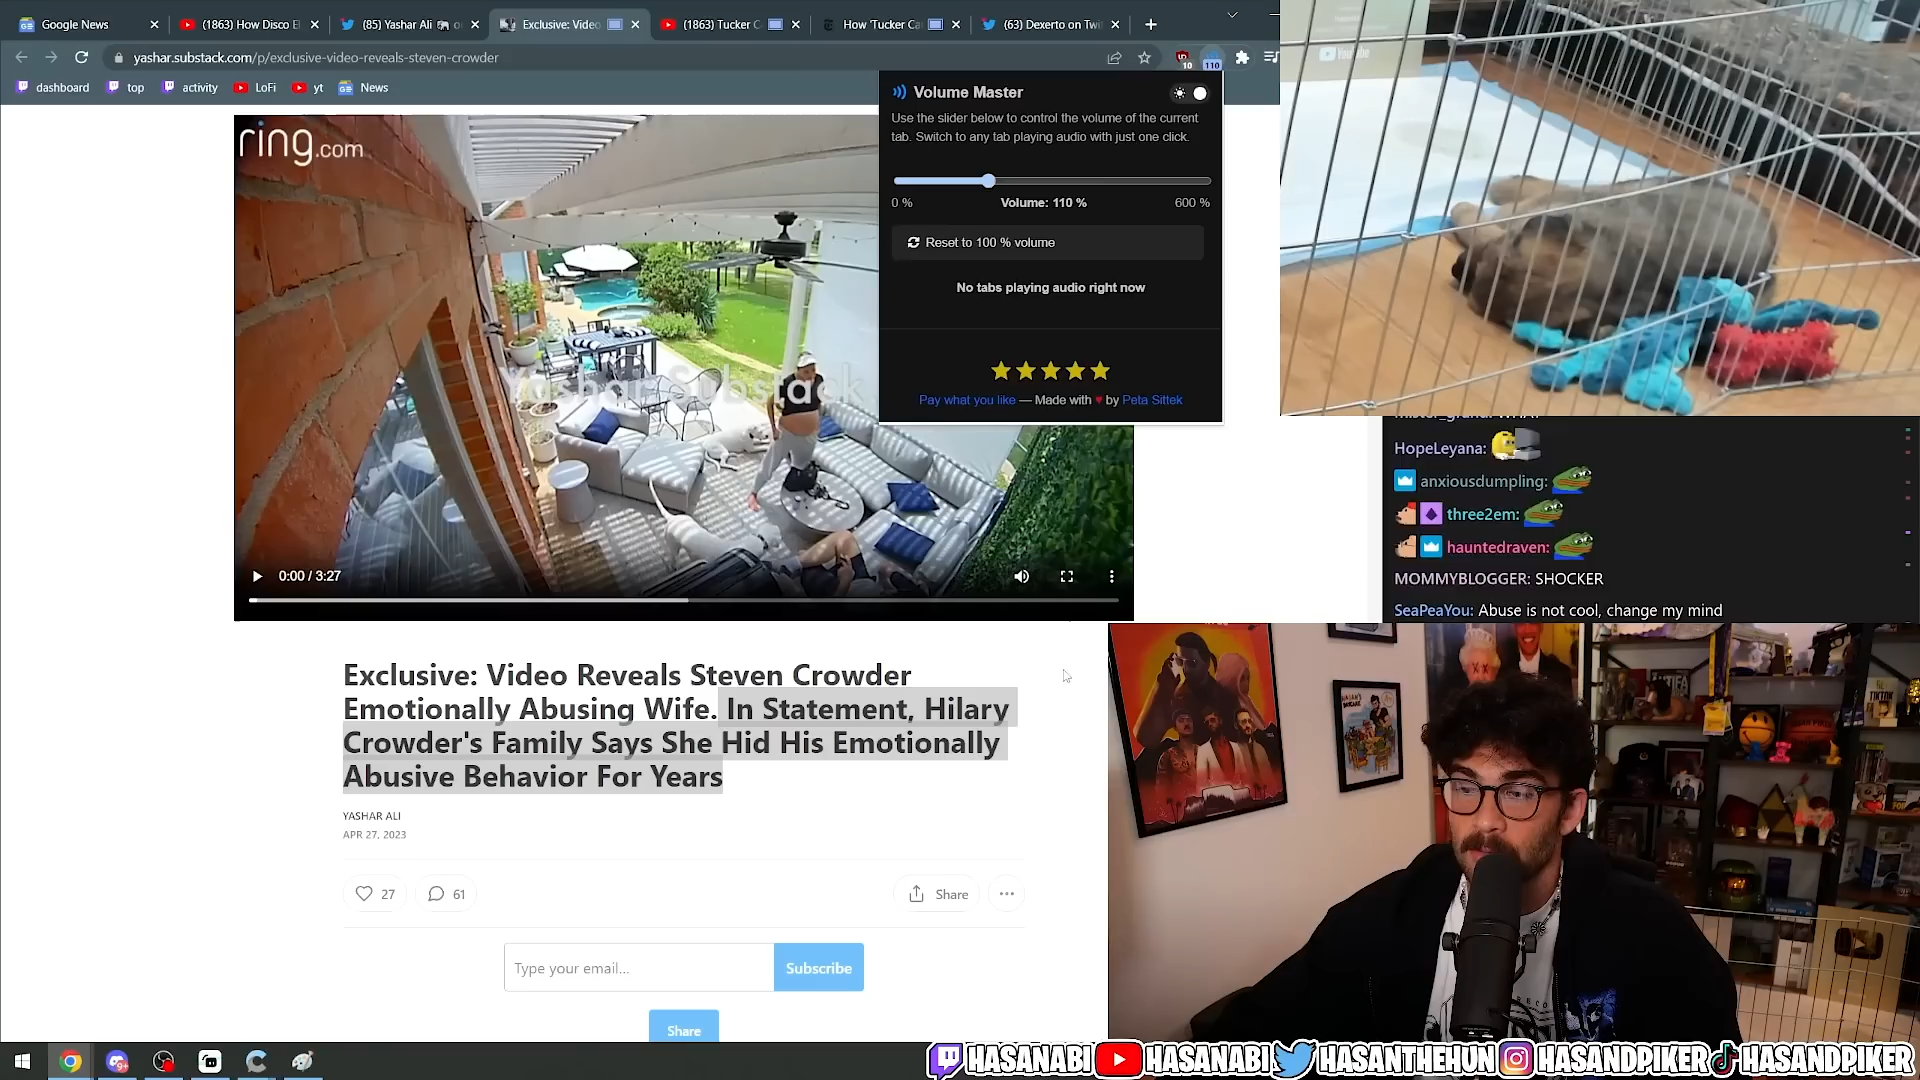 Google News
(1863) How Disco El
(85) Yashar Ali
Exclusive: Video
(1863) Tucker C
How 'Tucker Ca
(63) Dexerto on Twi
yashar.substack.com/p/exclusive-video-reveals-steven-crowder
10
110
dashboard
top
activity
LoFi
yt
News
ring.com
Yashar Substack
0:00 / 3:27
Volume Master
Use the slider below to control the volume of the current
tab. Switch to any tab playing audio with just one click.
0 %
Volume: 110 %
600 %
Reset to 100 % volume
No tabs playing audio right now
Pay what you like — Made with ♥ by Peta Sittek
YouTube
HopeLeyana:
anxiousdumpling:
three2em:
hauntedraven:
MOMMYBLOGGER: SHOCKER
SeaPeaYou: Abuse is not cool, change my mind
Exclusive: Video Reveals Steven Crowder
Emotionally Abusing Wife. In Statement, Hilary
Crowder's Family Says She Hid His Emotionally
Abusive Behavior For Years
YASHAR ALI
APR 27, 2023
27
61
Share
Type your email...
Subscribe
Share
HASANABI
HASANABI
HASANTHEHUN
HASANDPIKER
HASANDPIKER